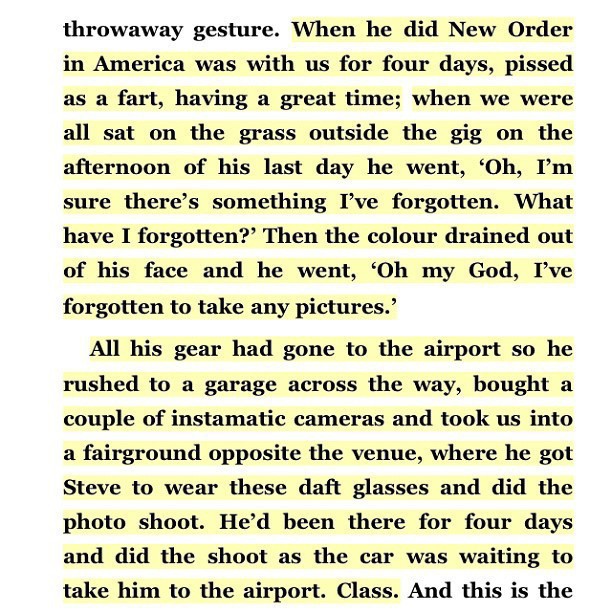 throwaway gesture. When he did New Order
in America was with us for four days, pissed
as a fart, having a great time; when we were
all sat on the grass outside the gig on the
afternoon of his last day he went, ‘Oh, I’m
sure there’s something I’ve forgotten. What
have I forgotten?’ Then the colour drained out
of his face and he went, ‘Oh my God, I’ve
forgotten to take any pictures.’
All his gear had gone to the airport so he
rushed to a garage across the way, bought a
couple of instamatic cameras and took us into
a fairground opposite the venue, where he got
Steve to wear these daft glasses and did the
photo shoot. He’d been there for four days
and did the shoot as the car was waiting to
take him to the airport. Class. And this is the